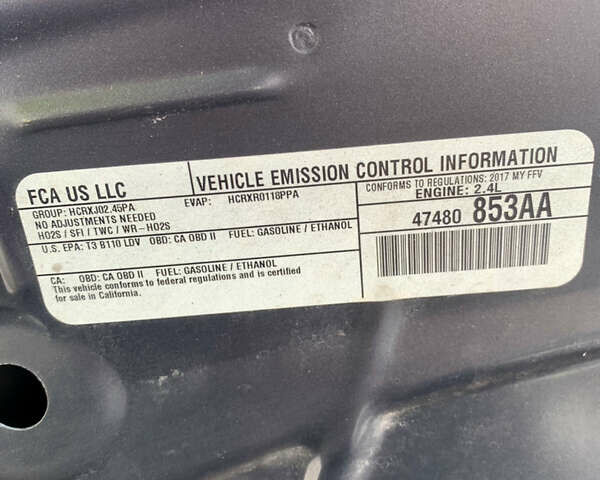 FCA US LLC
VEHICLE EMISSION CONTROL INFORMATION
GROUP: HCRXJ02.45PA EVAP: HCRXR0116PPA
CONFORMS TO REGULATIONS: 2017 MY FFV
NO ADJUSTMENTS NEEDED
ENGINE: 2.4L
HO2S / SFI / TWC / WR-HO2S
47480 853AA
U.S. EPA: T3 B110 LDV OBD: CA OBD II FUEL: GASOLINE / ETHANOL
CA: OBD: CA OBD II FUEL: GASOLINE / ETHANOL
This vehicle conforms to federal regulations and is certified
for sale in California.